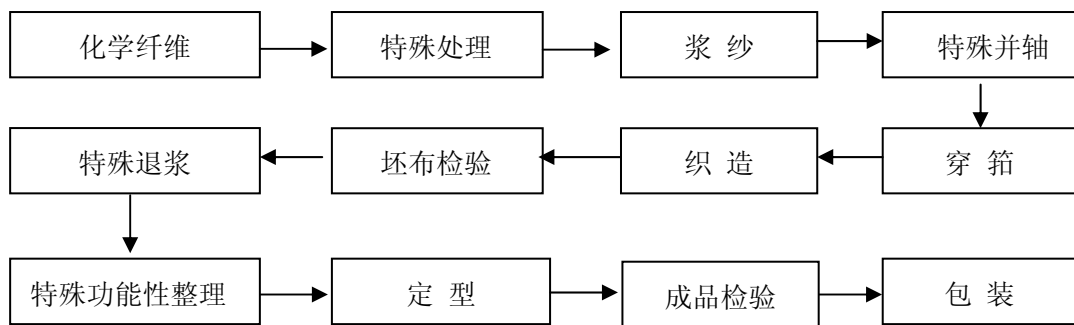 化学纤维 特殊处理 浆 纱 特殊并轴
特殊退浆 坯布检验 织 造 穿 筘
特殊功能性整理 定 型 成品检验 包 装